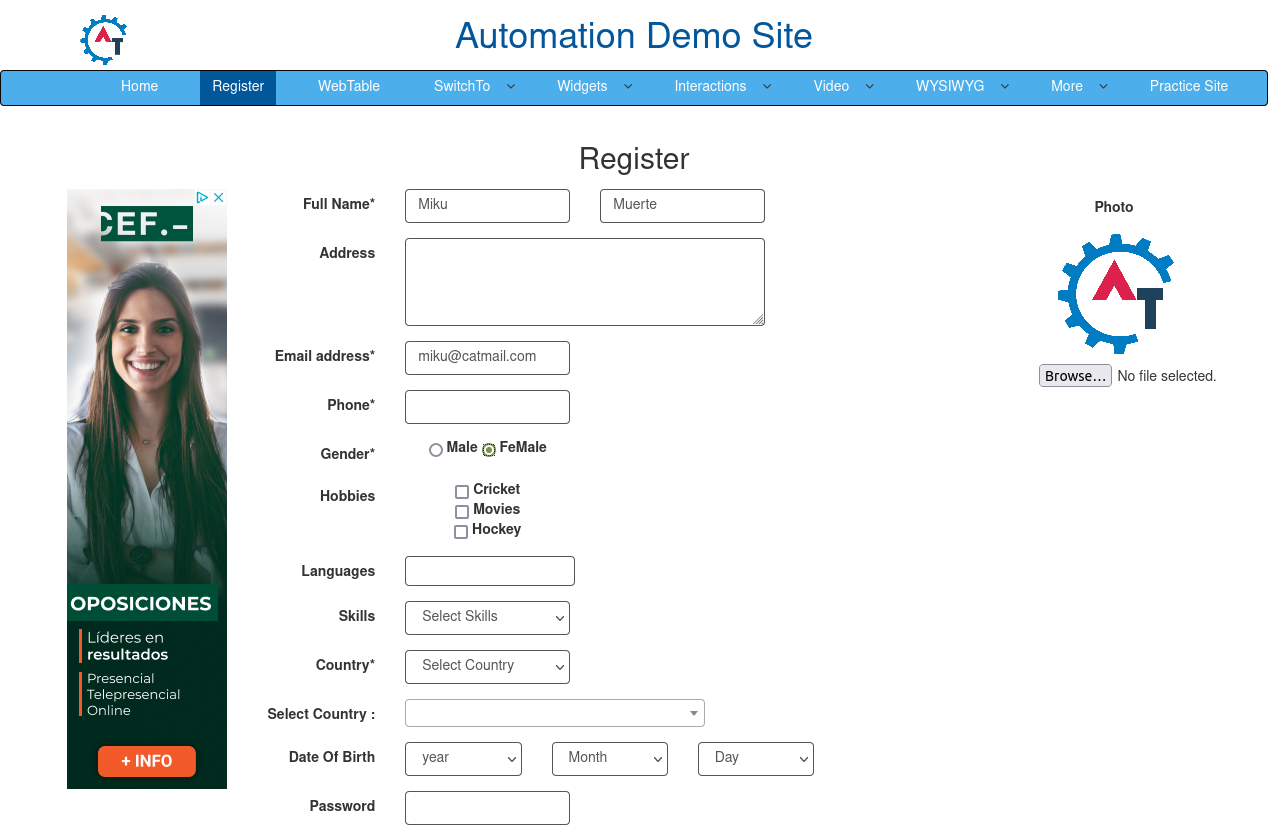 Automation Demo Site
Home Register WebTable SwitchTo Widgets Interactions Video WYSIWYG More Practice Site
Register
CEF.-
OPOSICIONES
Líderes en
resultados
Presencial
Telepresencial
Online
+ INFO
Full Name* Miku Muerte
Address
Email address* miku@catmail.com
Phone*
Gender* Male FeMale
Hobbies Cricket
Movies
Hockey
Languages
Skills Select Skills
Country* Select Country
Select Country :
Date Of Birth year Month Day
Password
Photo
AT
Browse... No file selected.